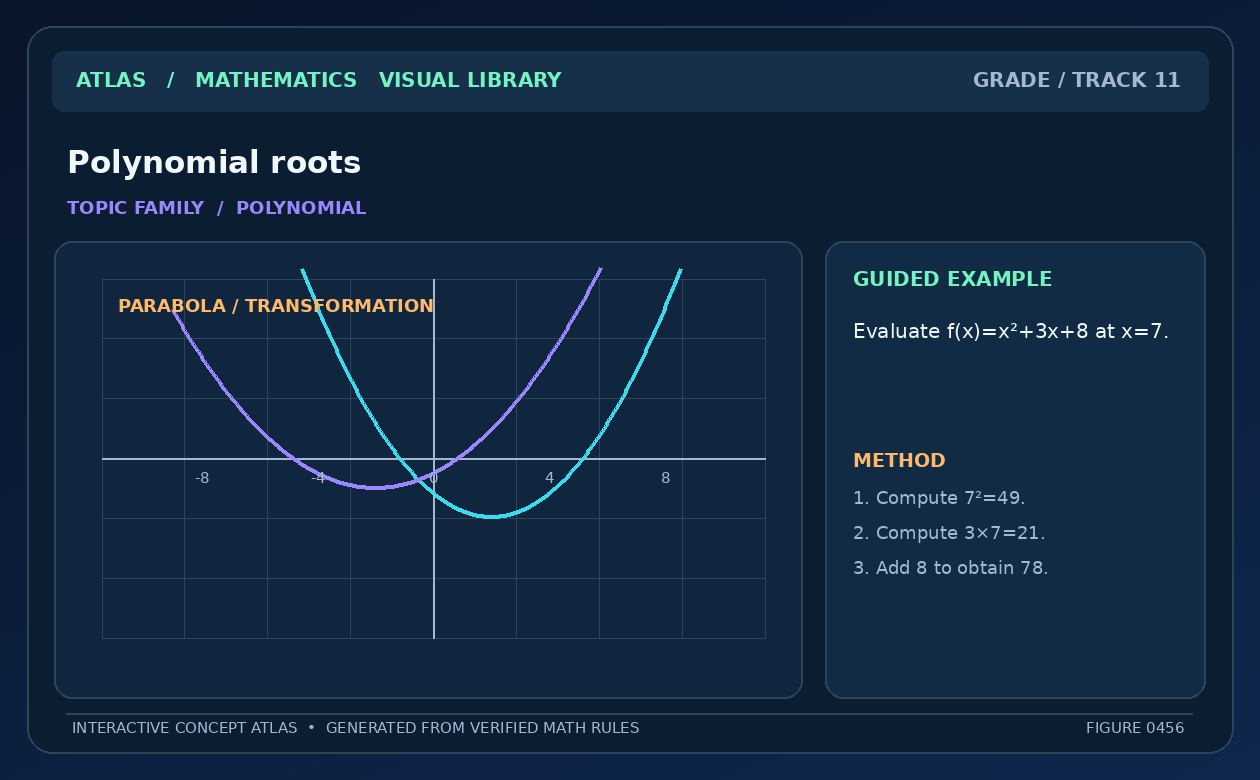 ATLAS / MATHEMATICS VISUAL LIBRARY
GRADE / TRACK 11
Polynomial roots
TOPIC FAMILY / POLYNOMIAL
PARABOLA / TRANSFORMATION
-8 -4 0 4 8
GUIDED EXAMPLE
Evaluate f(x)=x²+3x+8 at x=7.
METHOD
1. Compute 7²=49.
2. Compute 3×7=21.
3. Add 8 to obtain 78.
INTERACTIVE CONCEPT ATLAS • GENERATED FROM VERIFIED MATH RULES
FIGURE 0456